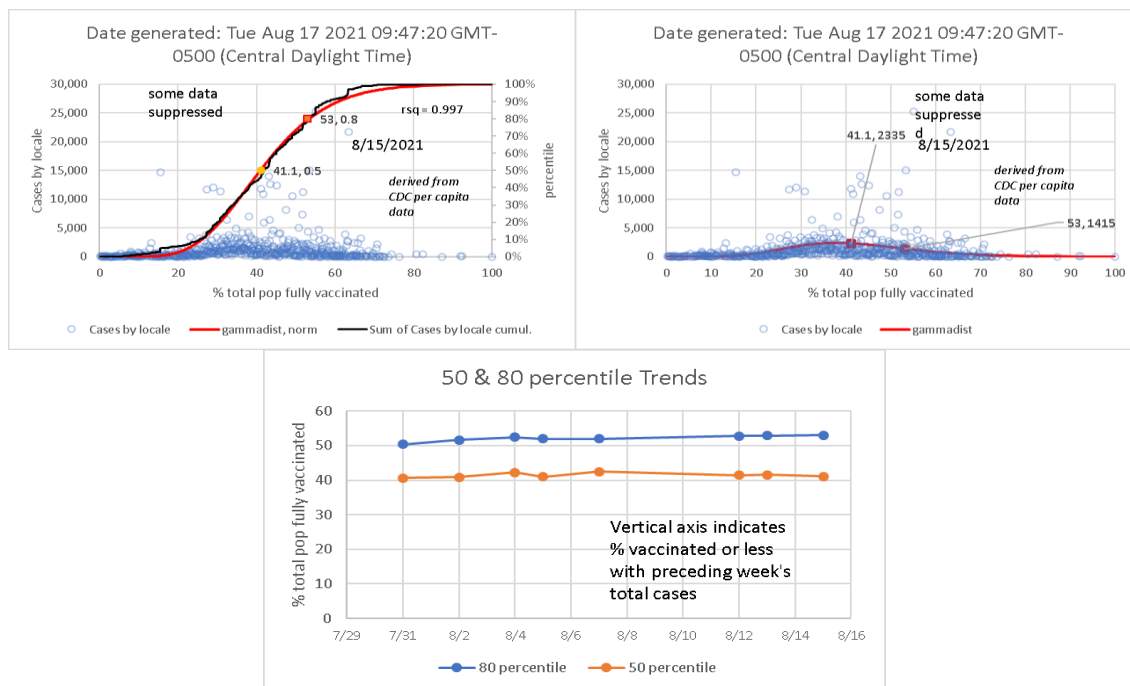 Date generated: Tue Aug 17 2021 09:47:20 GMT-
0500 (Central Daylight Time)
30,000
25,000
20,000
15,000
10,000
5,000
0
Cases by locale
100%
90%
80%
70%
60%
50%
40%
30%
20%
10%
0%
percentile
some data
suppressed
rsq = 0.997
53, 0.8
8/15/2021
41.1, 0.5
derived from
CDC per capita
data
0 20 40 60 80 100
% total pop fully vaccinated
Cases by locale gammadist, norm Sum of Cases by locale cumul.
Date generated: Tue Aug 17 2021 09:47:20 GMT-
0500 (Central Daylight Time)
30,000
25,000
20,000
15,000
10,000
5,000
0
Cases by locale
some data
suppresse
d
8/15/2021
41.1, 2335
derived from
CDC per capita
data
53, 1415
0 10 20 30 40 50 60 70 80 90 100
% total pop fully vaccinated
Cases by locale gammadist
50 & 80 percentile Trends
60
50
40
30
20
10
0
% total pop fully vaccinated
Vertical axis indicates
% vaccinated or less
with preceding week's
total cases
7/29 7/31 8/2 8/4 8/6 8/8 8/10 8/12 8/14 8/16
80 percentile 50 percentile